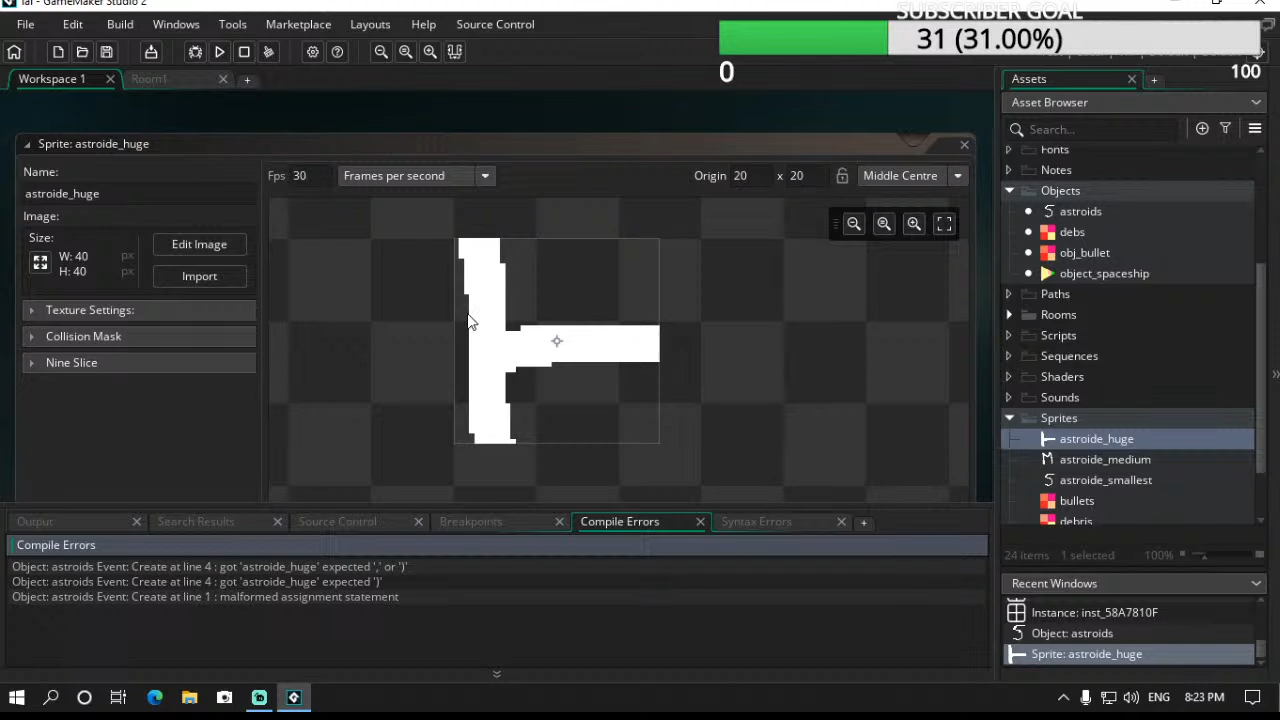 GameMaker Studio 2
File Edit Build Windows Tools Marketplace Layouts Help Source Control
SUBSCRIBER GOAL
31 (31.00%)
0
100
Workspace 1
Room1
Sprite: astroide_huge
Name:
astroide_huge
Image:
Size:
W: 40 px
H: 40 px
Edit Image
Import
Texture Settings:
Collision Mask
Nine Slice
Fps 30 Frames per second
Origin 20 x 20 Middle Centre
Assets
Asset Browser
Search...
Fonts
Notes
Objects
astroids
debs
obj_bullet
object_spaceship
Paths
Rooms
Scripts
Sequences
Shaders
Sounds
Sprites
astroide_huge
astroide_medium
astroide_smallest
bullets
debris
24 items 1 selected 100%
Recent Windows
Instance: inst_58A7810F
Object: astroids
Sprite: astroide_huge
Output Search Results Source Control Breakpoints Compile Errors Syntax Errors
Compile Errors
Object: astroids Event: Create at line 4 : got 'astroide_huge' expected ',' or ')'
Object: astroids Event: Create at line 4 : got 'astroide_huge' expected ')'
Object: astroids Event: Create at line 1 : malformed assignment statement
ENG 8:23 PM